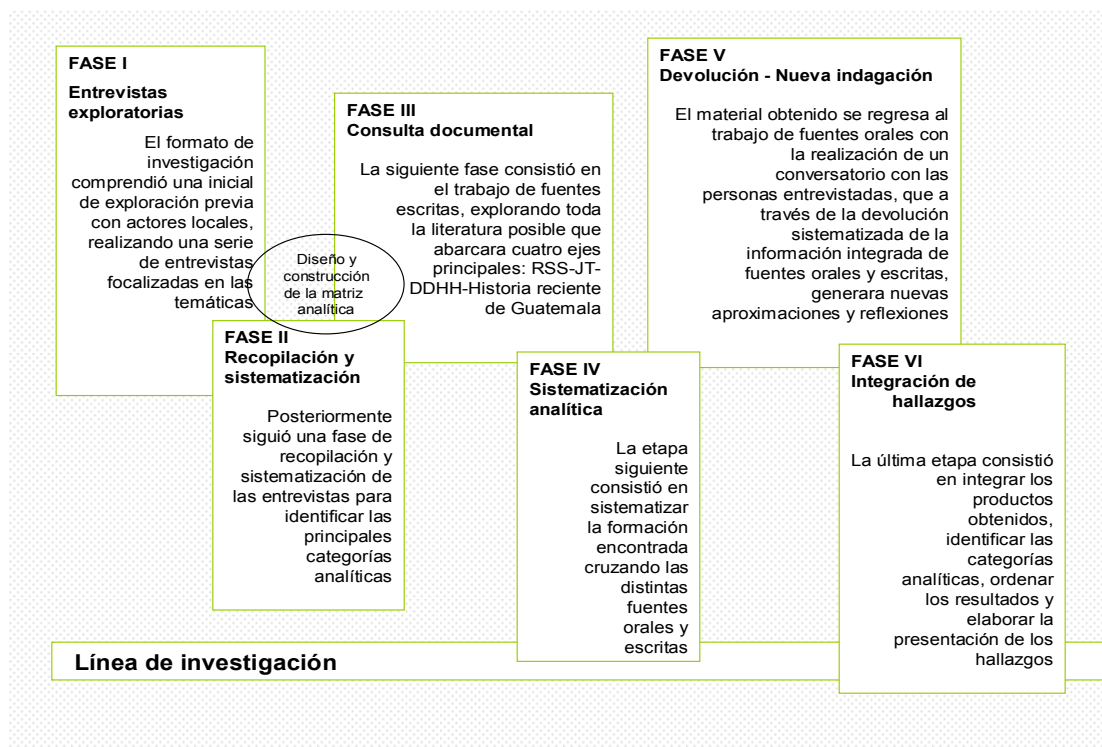 FASE I
Entrevistas
exploratorias
El formato de
investigación
comprendió una inicial
de exploración previa
con actores locales,
realizando una serie
de entrevistas
focalizadas en las
temáticas
Diseño y
construcción
de la matriz
analítica
FASE II
Recopilación y
sistematización
Posteriormente
siguió una fase de
recopilación y
sistematización de
las entrevistas para
identificar las
principales
categorías
analíticas
FASE III
Consulta documental
La siguiente fase consistió en
el trabajo de fuentes
escritas, explorando toda
la literatura posible que
abarcara cuatro ejes
principales: RSS-JT-
DDHH-Historia reciente
de Guatemala
FASE IV
Sistematización
analítica
La etapa
siguiente
consistió en
sistematizar
la formación
encontrada
cruzando las
distintas
fuentes
orales y
escritas
FASE V
Devolución - Nueva indagación
El material obtenido se regresa al
trabajo de fuentes orales con
la realización de un
conversatorio con las
personas entrevistadas, que a
través de la devolución
sistematizada de la
información integrada de
fuentes orales y escritas,
generara nuevas
aproximaciones y reflexiones
FASE VI
Integración de
hallazgos
La última etapa consistió
en integrar los
productos
obtenidos,
identificar las
categorías
analíticas, ordenar
los resultados y
elaborar la
presentación de los
hallazgos
Línea de investigación